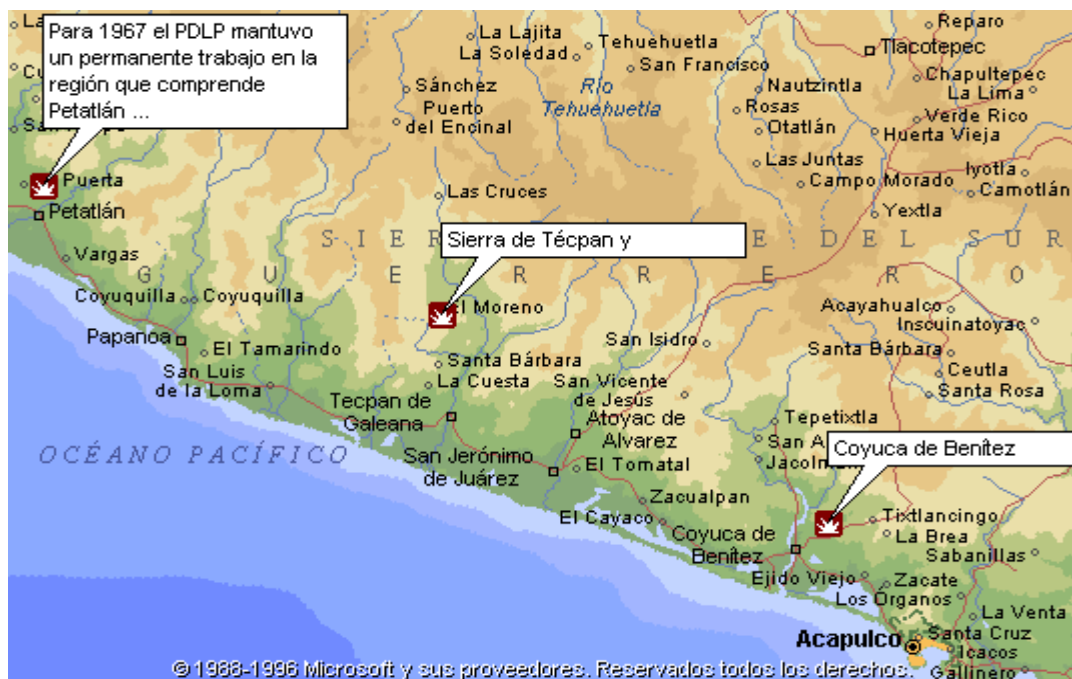 Para 1967 el PDLP mantuvo
un permanente trabajo en la
región que comprende
Petatlán ...
La Lajita
La Soledad
Tehuehuetla
San Francisco
Reparo
Tlacotepec
Sánchez
Puerto
del Encinal
Río
Tehuehuetla
Nautzintla
Rosas
Otatlán
Chapultepec
La Lima
Verde Rico
Huerta Vieja
Las Juntas
Campo Morado
Iyotla
Camotlán
Yextla
Puerta
Petatlán
Las Cruces
Sierra de Técpan y
SIER
E DEL SUR
GUERRERO
Vargas
Coyuquilla
Coyuquilla
Papanoa
El Tamarindo
San Luis
de la Loma
El Moreno
Santa Bárbara
La Cuesta
San Isidro
Acayahualco
Inscuinatoyac
Santa Bárbara
Ceutla
Santa Rosa
Tecpan de
Galeana
San Vicente
de Jesús
Atoyac de
Alvarez
Tepetixtla
San A
Coyuca de Benítez
OCÉANO PACÍFICO
San Jerónimo
de Juárez
El Tomatal
Zacualpan
El Cayaco
Coyuca de
Benítez
Tixtlancingo
La Brea
Sabanillas
Ejido Viejo
Zacate
Los Órganos
La Venta
Acapulco
Santa Cruz
Icacos
Gallinero
© 1988-1996 Microsoft y sus proveedores. Reservados todos los derechos.